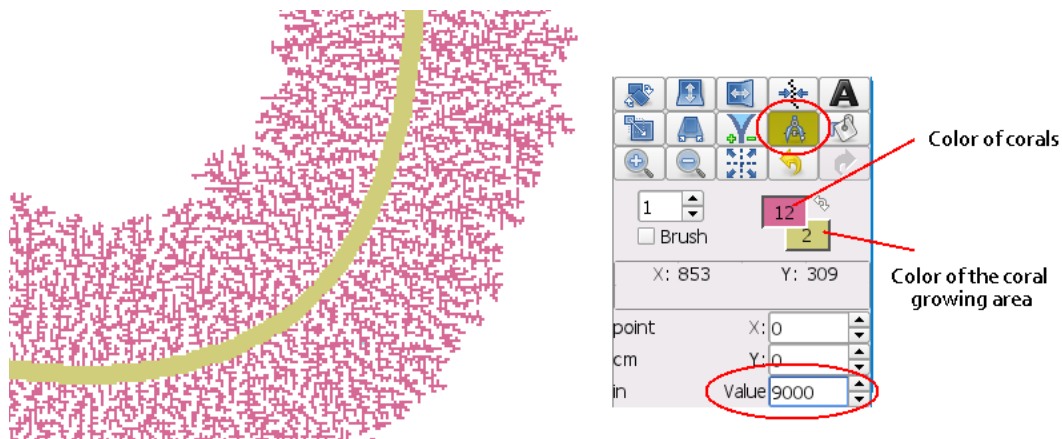 A
Color of corals
1
12
Brush
2
X: 853 Y: 309
Color of the coral
growing area
point X: 0
cm Y: 0
in Value 9000